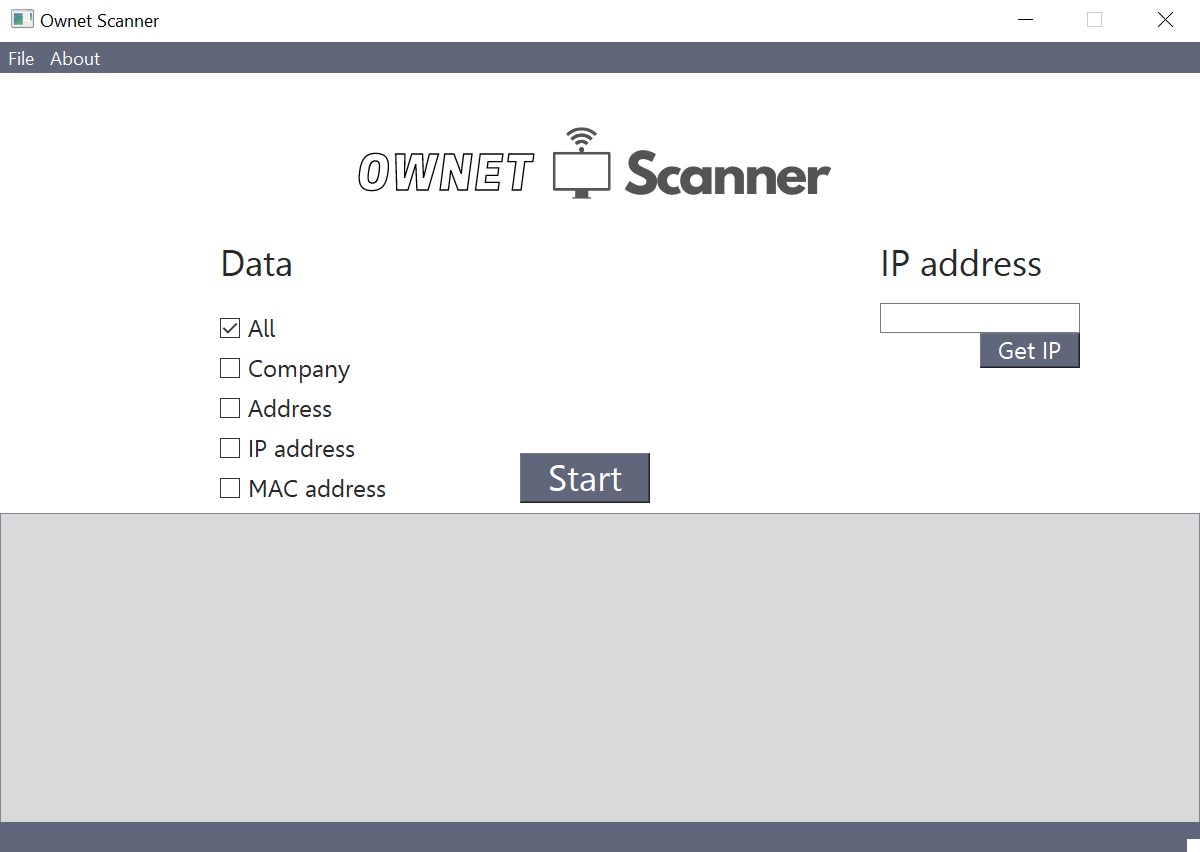 Ownet Scanner
File About
OWNET Scanner
Data
IP address
All
Company
Address
IP address
MAC address
Get IP
Start